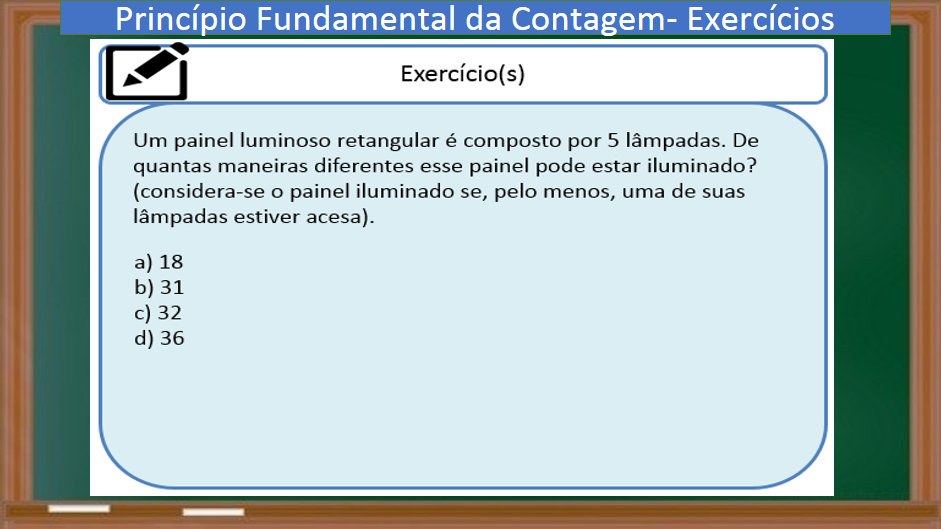 Princípio Fundamental da Contagem- Exercícios
Exercício(s)
Um painel luminoso retangular é composto por 5 lâmpadas. De
quantas maneiras diferentes esse painel pode estar iluminado?
(considera-se o painel iluminado se, pelo menos, uma de suas
lâmpadas estiver acesa).
a) 18
b) 31
c) 32
d) 36